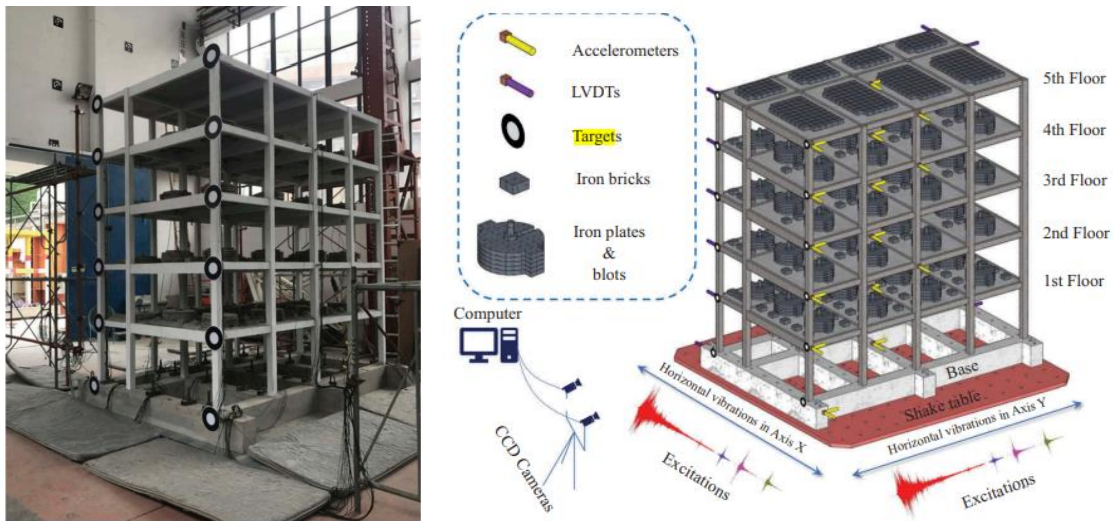 Accelerometers
LVDTs
Targets
Iron bricks
Iron plates
&
blots
Computer
CCD Cameras
5th Floor
4th Floor
3rd Floor
2nd Floor
1st Floor
Base
Shake table
Horizontal vibrations in Axis X
Horizontal vibrations in Axis Y
Excitations
Excitations